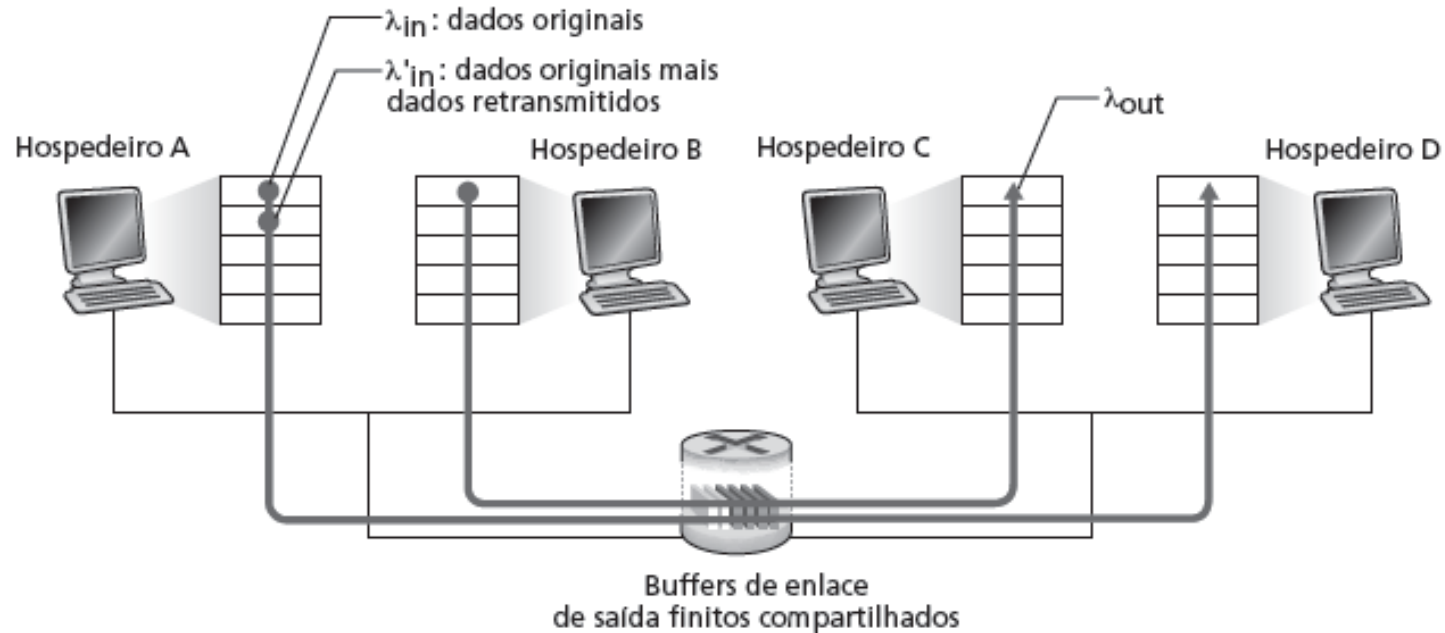 λin: dados originais
λ'in: dados originais mais
dados retransmitidos
λout
Hospedeiro A
Hospedeiro B
Hospedeiro C
Hospedeiro D
Buffers de enlace
de saída finitos compartilhados